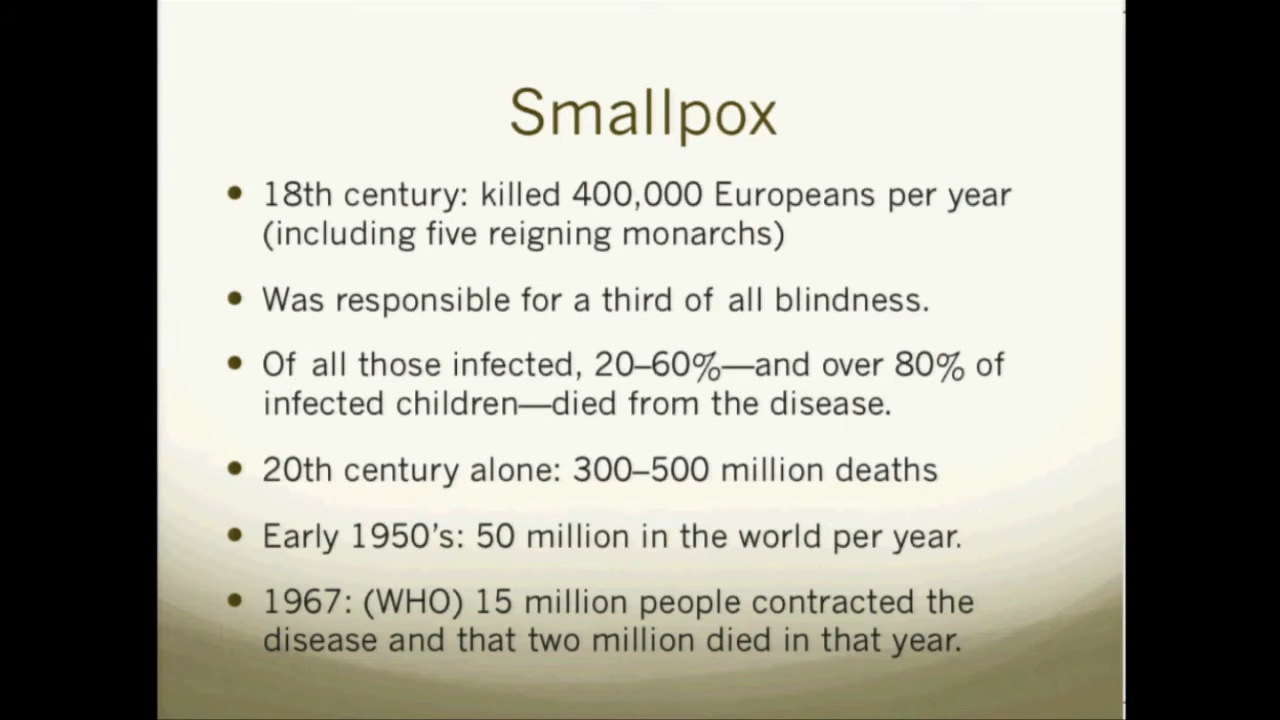 Smallpox
• 18th century: killed 400,000 Europeans per year
(including five reigning monarchs)
• Was responsible for a third of all blindness.
• Of all those infected, 20–60%—and over 80% of
infected children—died from the disease.
• 20th century alone: 300–500 million deaths
• Early 1950’s: 50 million in the world per year.
• 1967: (WHO) 15 million people contracted the
disease and that two million died in that year.